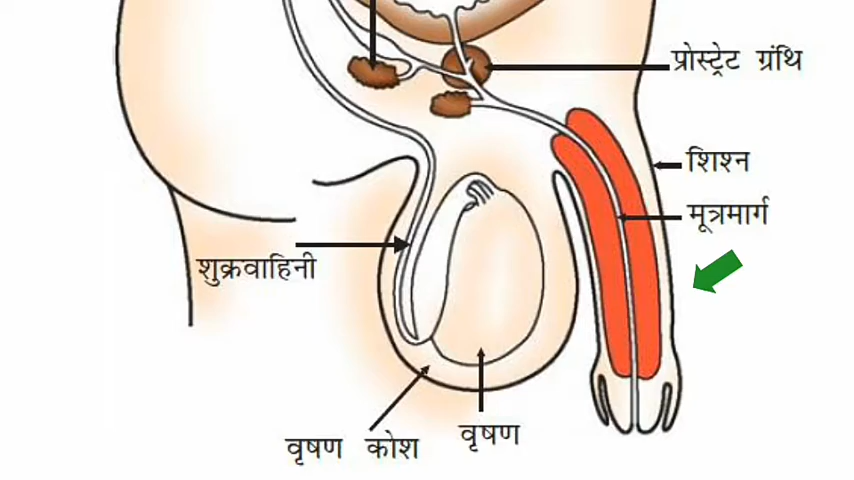 प्रोस्ट्रेट ग्रंथि
शिश्न
मूत्रमार्ग
शुक्रवाहिनी
वृषण कोश
वृषण